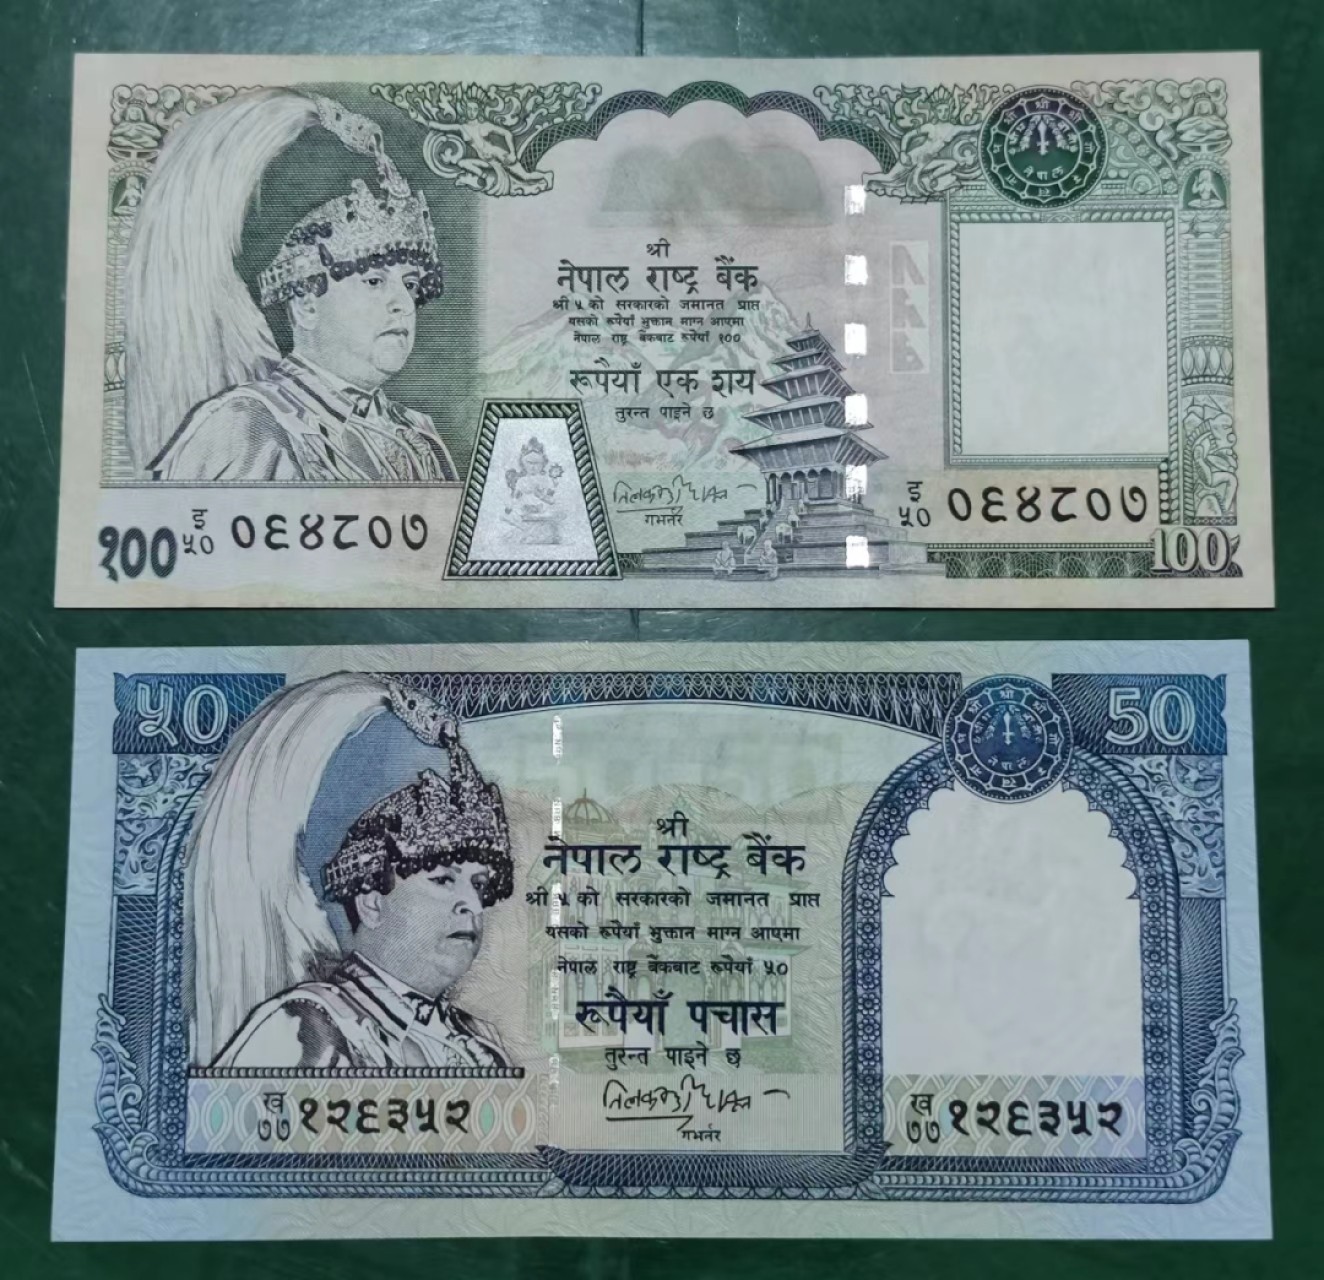 श्री
नेपाल राष्ट्र बैंक
श्री ५ को सरकारको जमानत प्राप्त
यसको रूपैयाँ भुक्तान माग्न आएमा
नेपाल राष्ट्र बैंकबाट रूपैयाँ १००
रूपैयाँ एक शय
तुरन्त पाइने छ
गभर्नर
१०० इ ५० ०६४८०७
इ ५० ०६४८०७
100
५० 50
श्री
नेपाल राष्ट्र बैंक
श्री ५ को सरकारको जमानत प्राप्त
यसको रूपैयाँ भुक्तान माग्न आएमा
नेपाल राष्ट्र बैंकबाट रूपैयाँ ५०
रूपैयाँ पचास
तुरन्त पाइने छ
गभर्नर
ख ७७ १२६३५२
ख ७७ १२६३५२